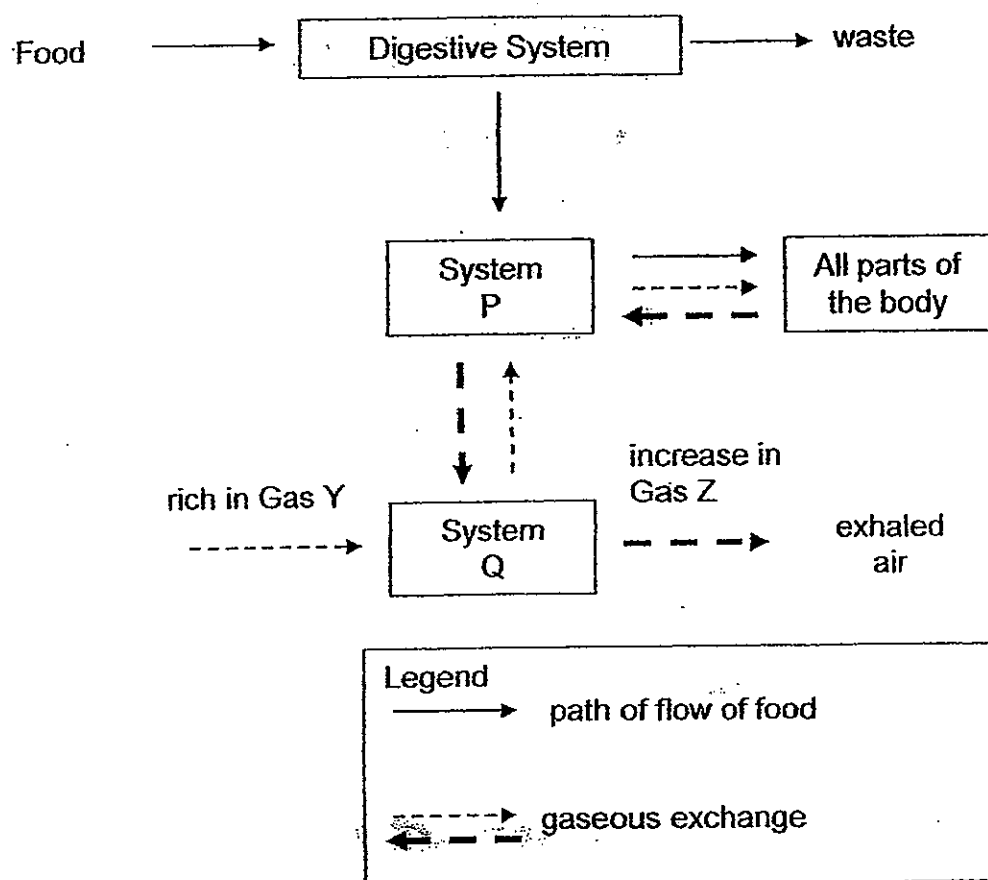 Food
Digestive System
waste
System
P
All parts of
the body
rich in Gas Y
System
Q
increase in
Gas Z
exhaled
air
Legend
path of flow of food
gaseous exchange